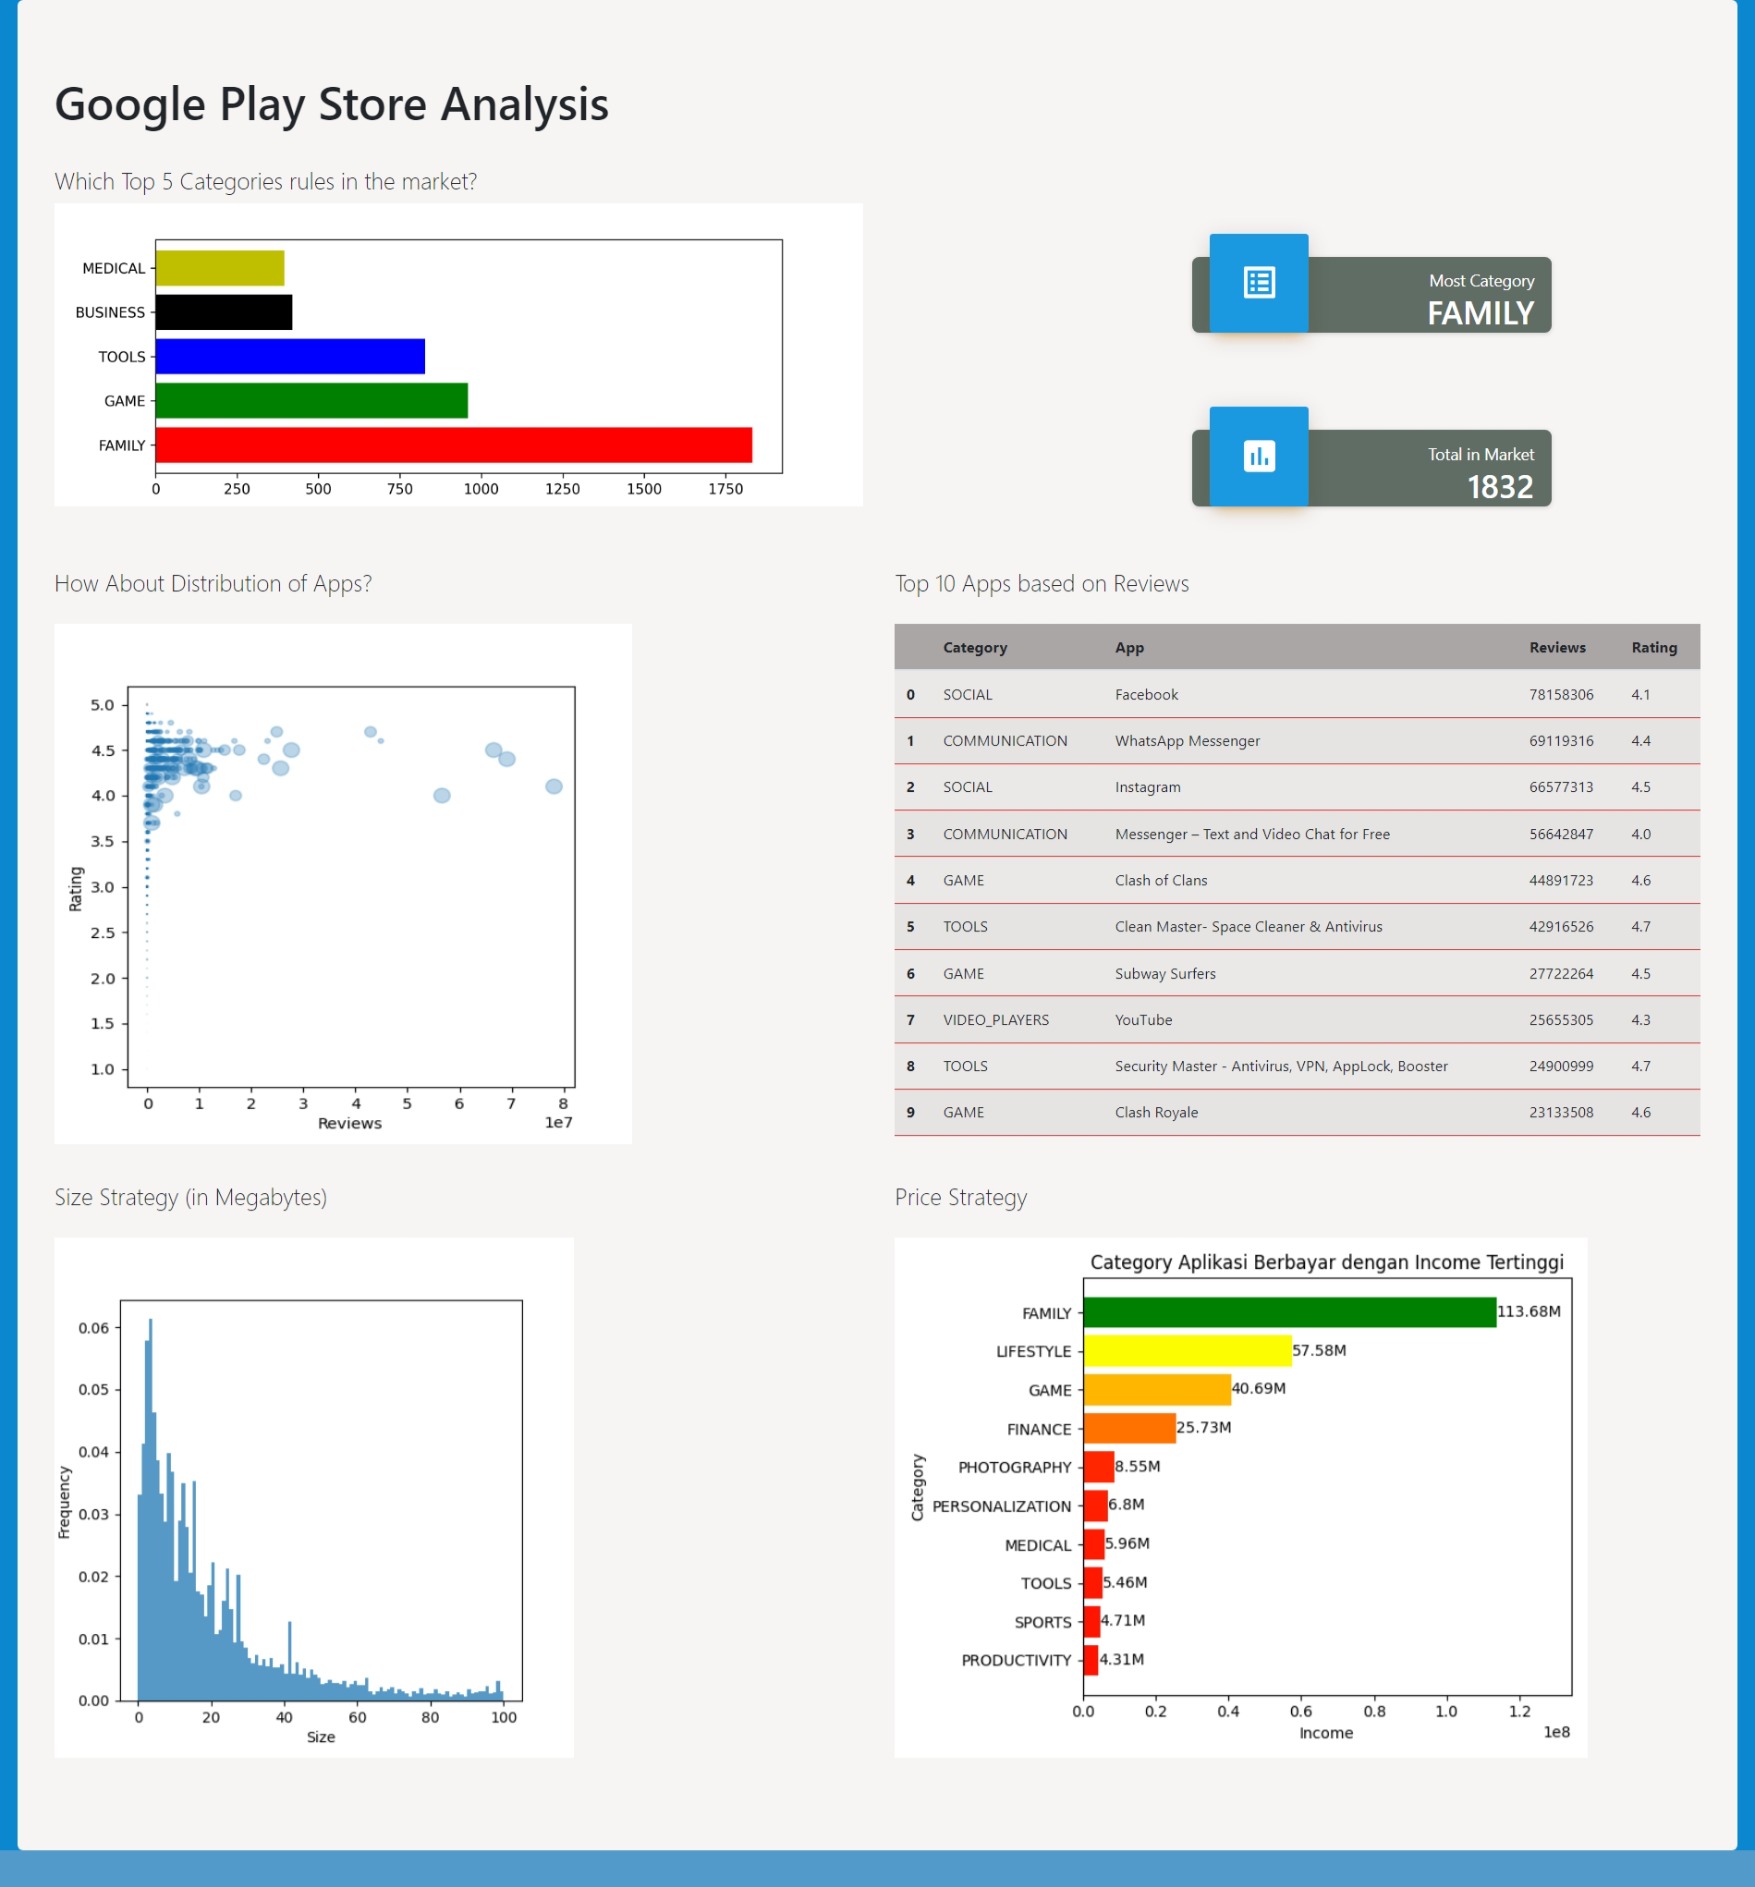 Google Play Store Analysis
Which Top 5 Categories rules in the market?
MEDICAL
BUSINESS
TOOLS
GAME
FAMILY
0 250 500 750 1000 1250 1500 1750
Most Category
FAMILY
Total in Market
1832
How About Distribution of Apps?
5.0
4.5
4.0
3.5
3.0
2.5
2.0
1.5
1.0
Rating
0 1 2 3 4 5 6 7 8
Reviews
1e7
Top 10 Apps based on Reviews
Category App Reviews Rating
0 SOCIAL Facebook 78158306 4.1
1 COMMUNICATION WhatsApp Messenger 69119316 4.4
2 SOCIAL Instagram 66577313 4.5
3 COMMUNICATION Messenger – Text and Video Chat for Free 56642847 4.0
4 GAME Clash of Clans 44891723 4.6
5 TOOLS Clean Master- Space Cleaner & Antivirus 42916526 4.7
6 GAME Subway Surfers 27722264 4.5
7 VIDEO_PLAYERS YouTube 25655305 4.3
8 TOOLS Security Master - Antivirus, VPN, AppLock, Booster 24900999 4.7
9 GAME Clash Royale 23133508 4.6
Size Strategy (in Megabytes)
0.06
0.05
0.04
0.03
0.02
0.01
0.00
Frequency
0 20 40 60 80 100
Size
Price Strategy
Category Aplikasi Berbayar dengan Income Tertinggi
FAMILY 113.68M
LIFESTYLE 57.58M
GAME 40.69M
FINANCE 25.73M
PHOTOGRAPHY 8.55M
PERSONALIZATION 6.8M
MEDICAL 5.96M
TOOLS 5.46M
SPORTS 4.71M
PRODUCTIVITY 4.31M
Category
0.0 0.2 0.4 0.6 0.8 1.0 1.2
Income
1e8